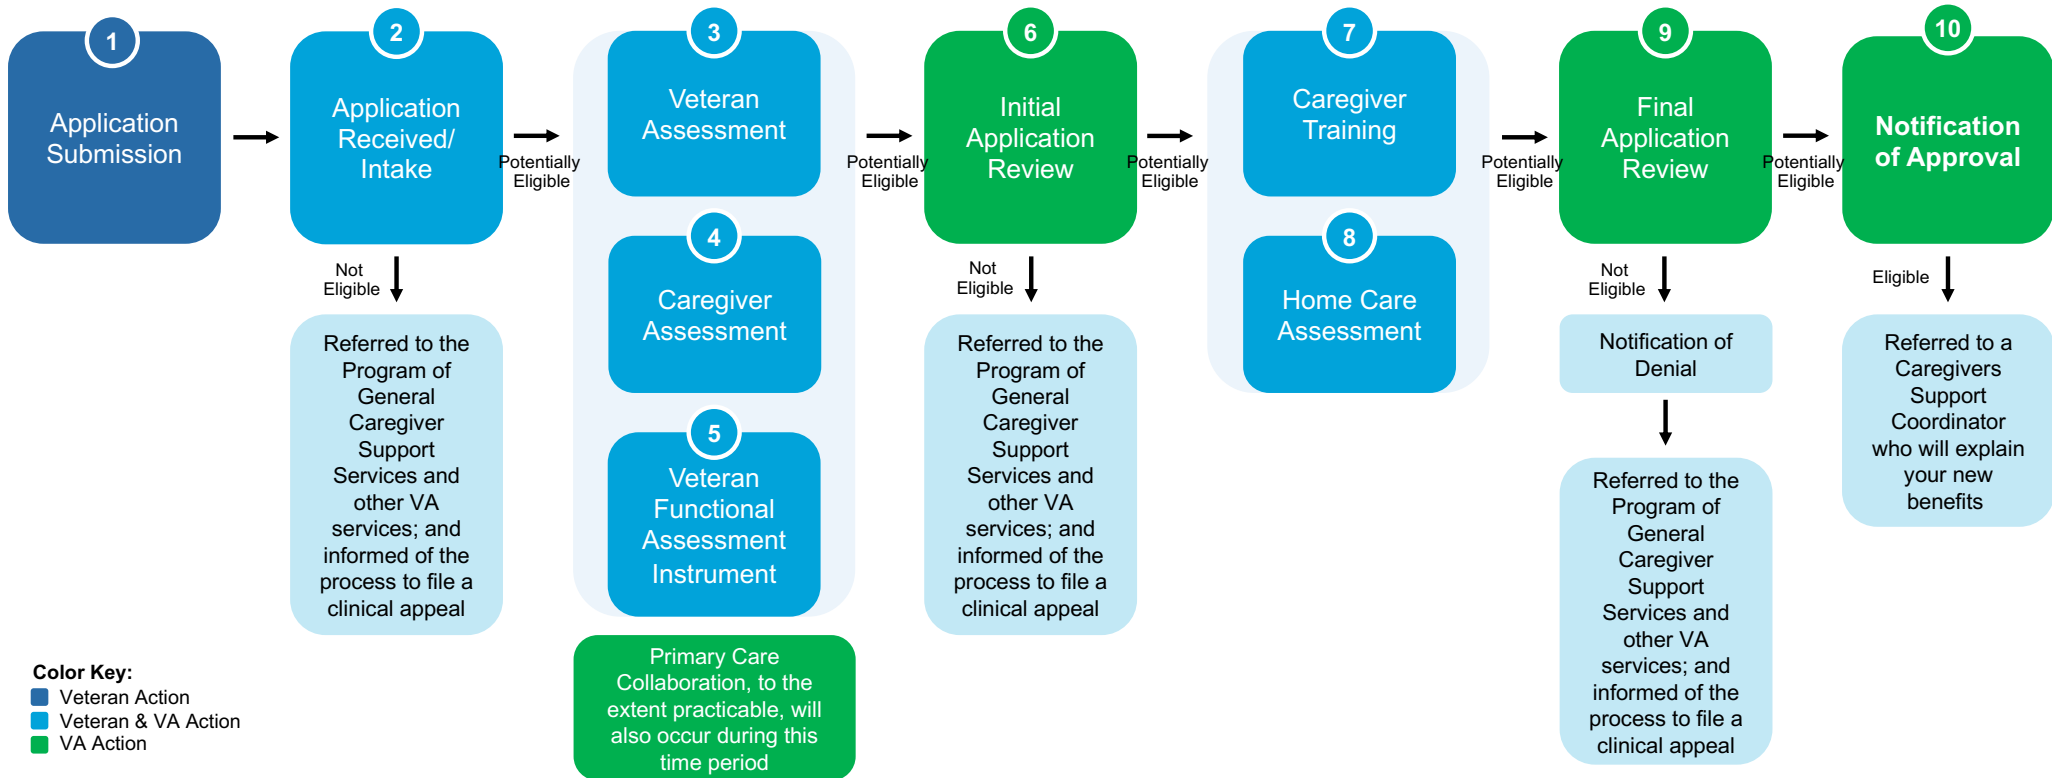 1
Application
Submission
2
Application
Received/
Intake
Potentially
Eligible
Not
Eligible
Referred to the
Program of
General
Caregiver
Support
Services and
other VA
services; and
informed of the
process to file a
clinical appeal
3
Veteran
Assessment
4
Caregiver
Assessment
5
Veteran
Functional
Assessment
Instrument
Primary Care
Collaboration, to the
extent practicable, will
also occur during this
time period
Potentially
Eligible
6
Initial
Application
Review
Not
Eligible
Referred to the
Program of
General
Caregiver
Support
Services and
other VA
services; and
informed of the
process to file a
clinical appeal
Potentially
Eligible
7
Caregiver
Training
8
Home Care
Assessment
Potentially
Eligible
9
Final
Application
Review
Not
Eligible
Notification of
Denial
Referred to the
Program of
General
Caregiver
Support
Services and
other VA
services; and
informed of the
process to file a
clinical appeal
Potentially
Eligible
10
Notification
of Approval
Eligible
Referred to a
Caregivers
Support
Coordinator
who will explain
your new
benefits
Color Key:
Veteran Action
Veteran & VA Action
VA Action